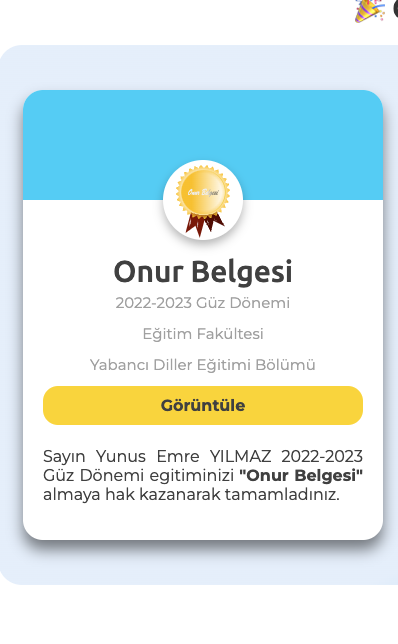 Onur Belgesi
Onur Belgesi
2022-2023 Güz Dönemi
Eğitim Fakültesi
Yabancı Diller Eğitimi Bölümü
Görüntüle
Sayın Yunus Emre YILMAZ 2022-2023
Güz Dönemi egitiminizi "Onur Belgesi"
almaya hak kazanarak tamamladınız.